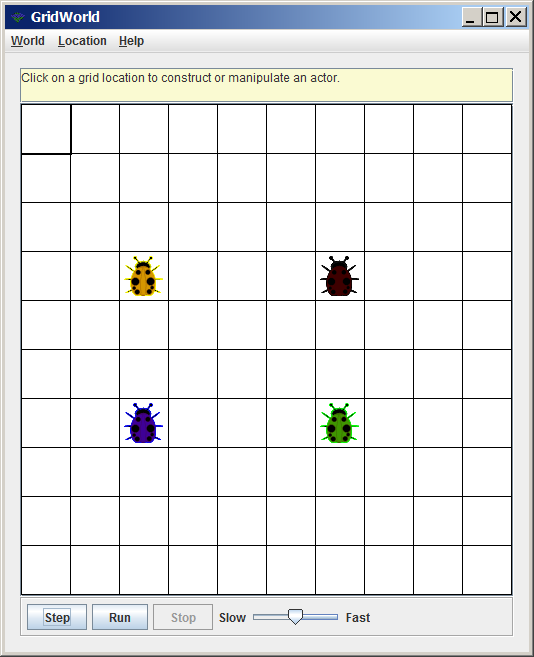 GridWorld
World Location Help
Click on a grid location to construct or manipulate an actor.
Step Run Stop Slow Fast